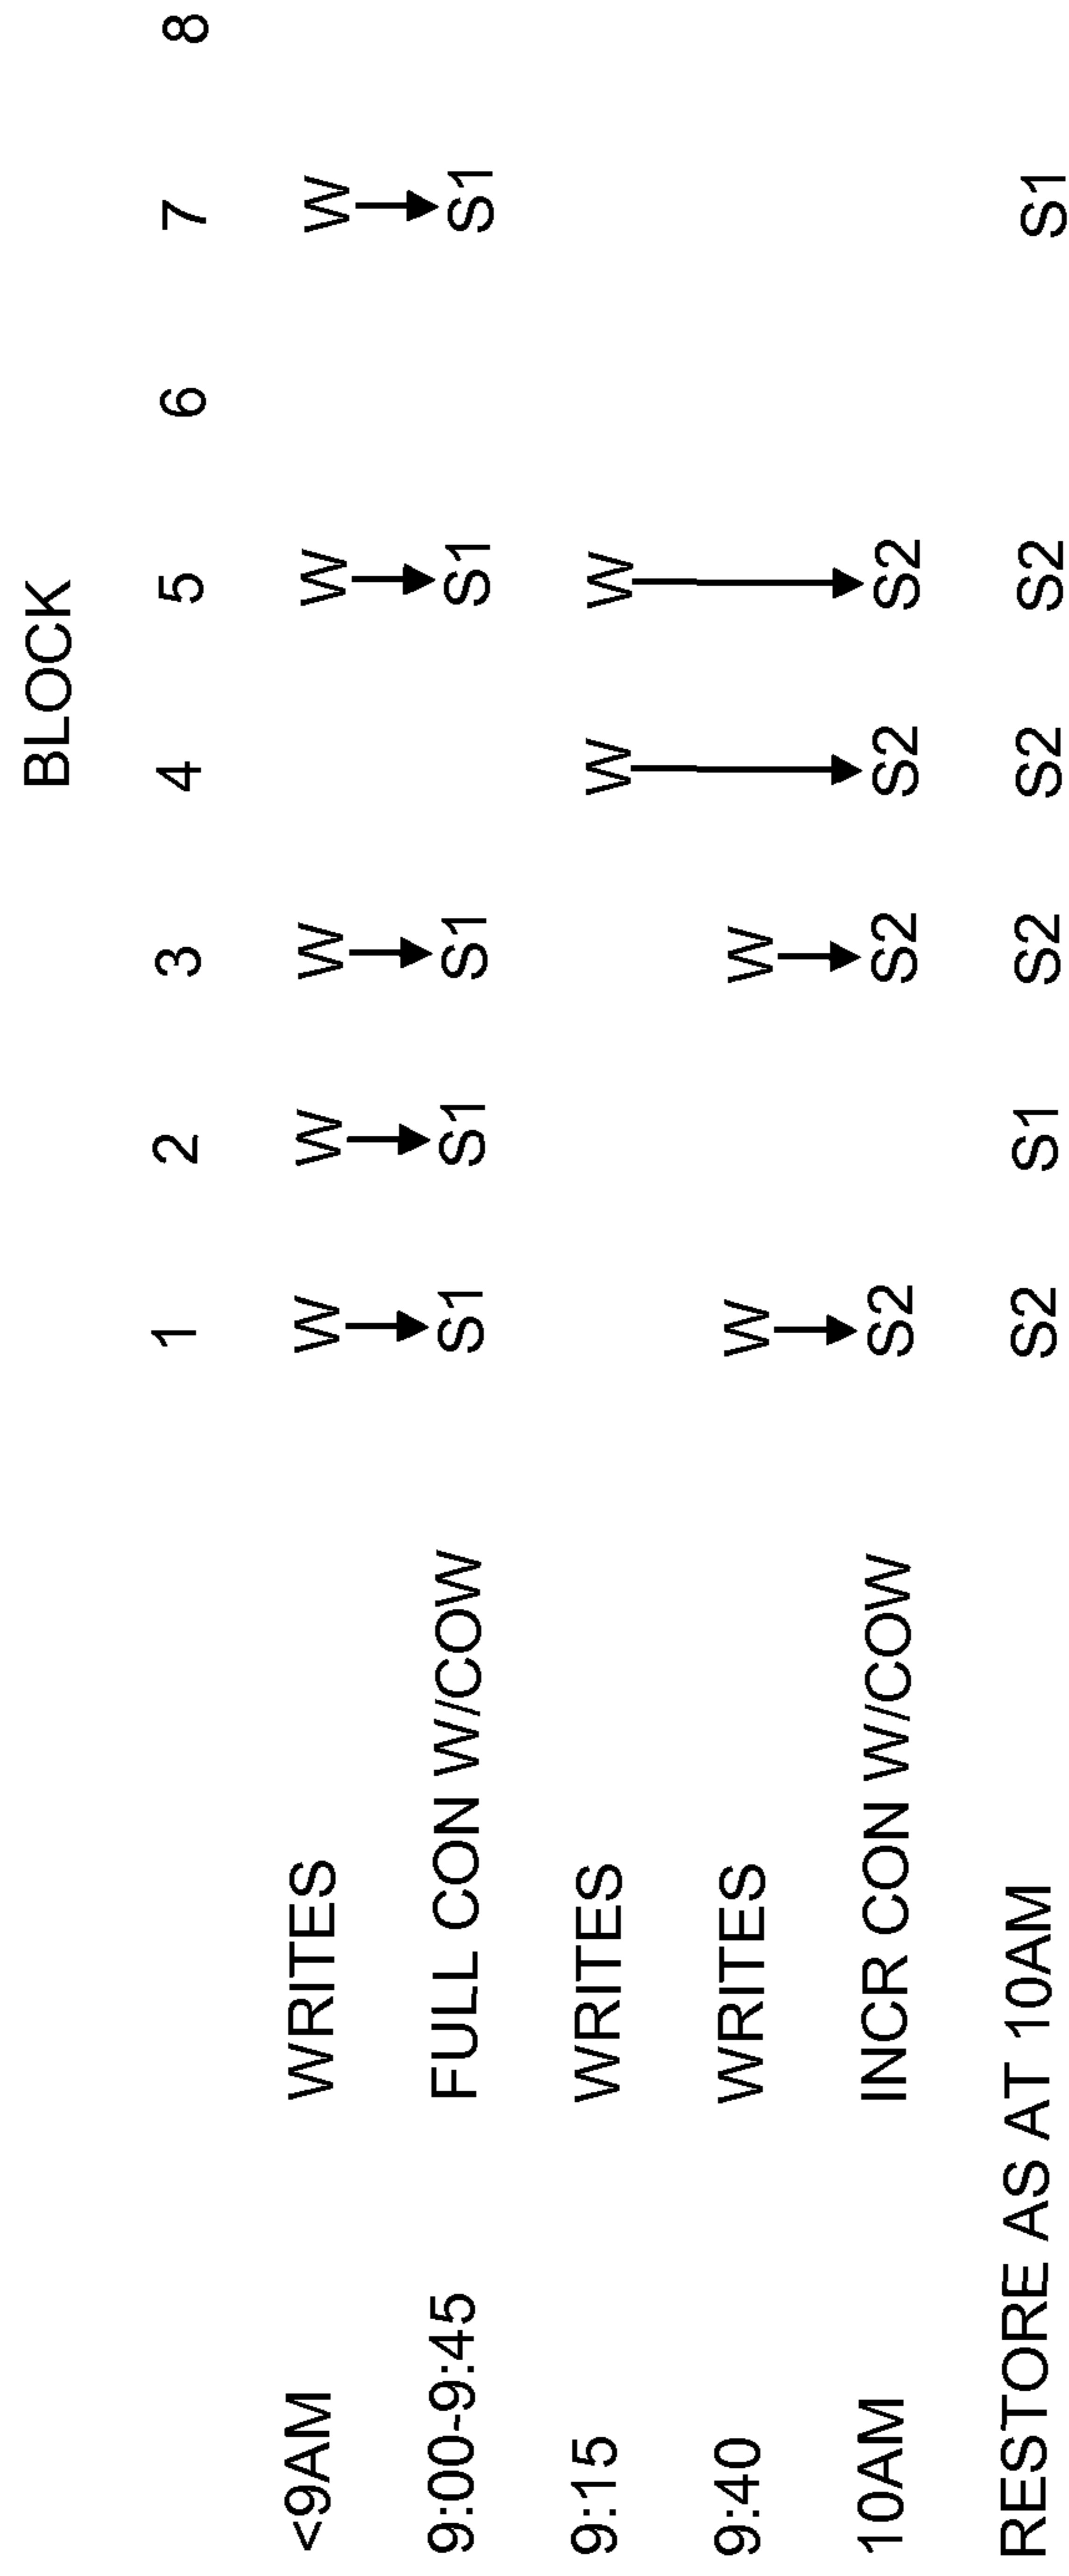 BLOCK
1 2 3 4 5 6 7 8
<9AM WRITES W W W W W
9:00-9:45 FULL CON W/COW S1 S1 S1 S1 S1
9:15 WRITES W W
9:40 WRITES W W
10AM INCR CON W/COW S2 S2 S2 S2
RESTORE AS AT 10AM S2 S1 S2 S2 S2 S1